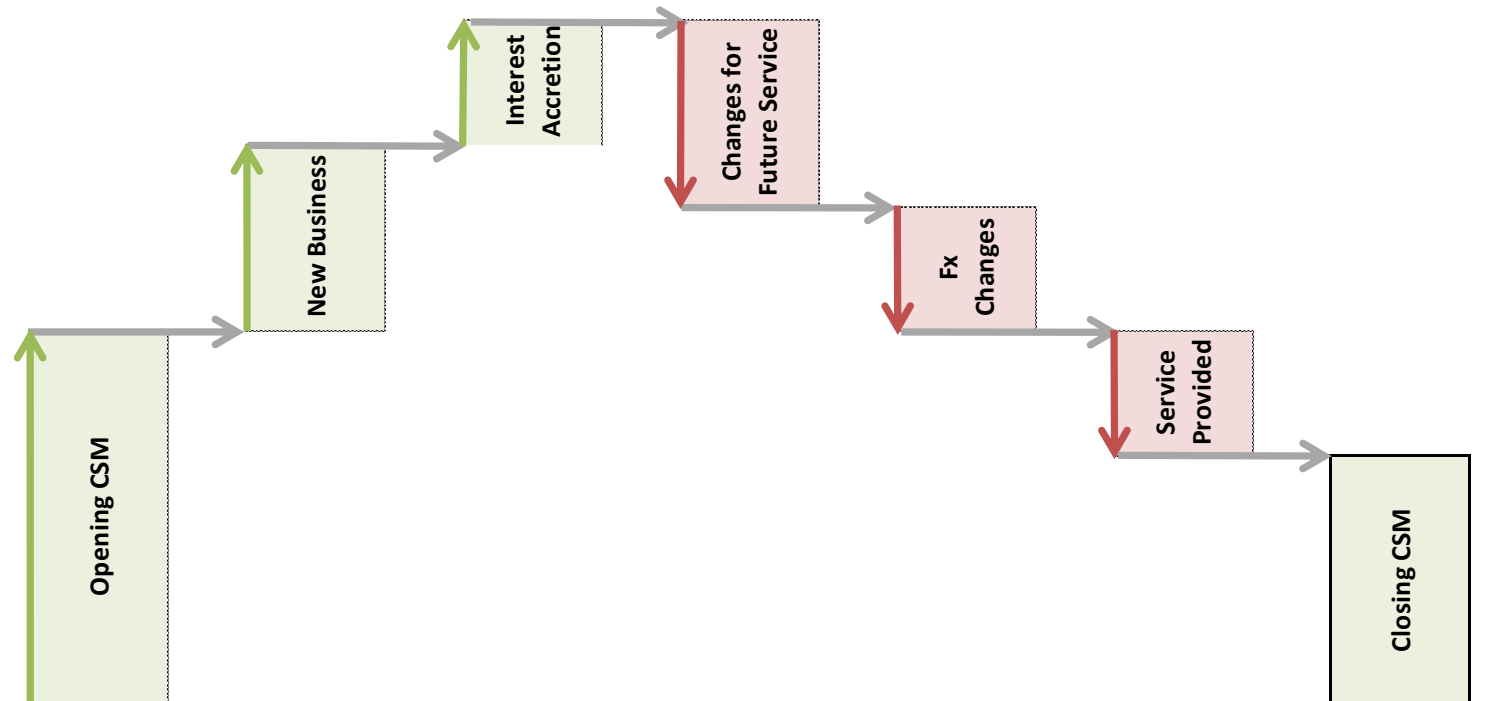 Opening CSM
New Business
Interest
Accretion
Changes for
Future Service
Fx
Changes
Service
Provided
Closing CSM